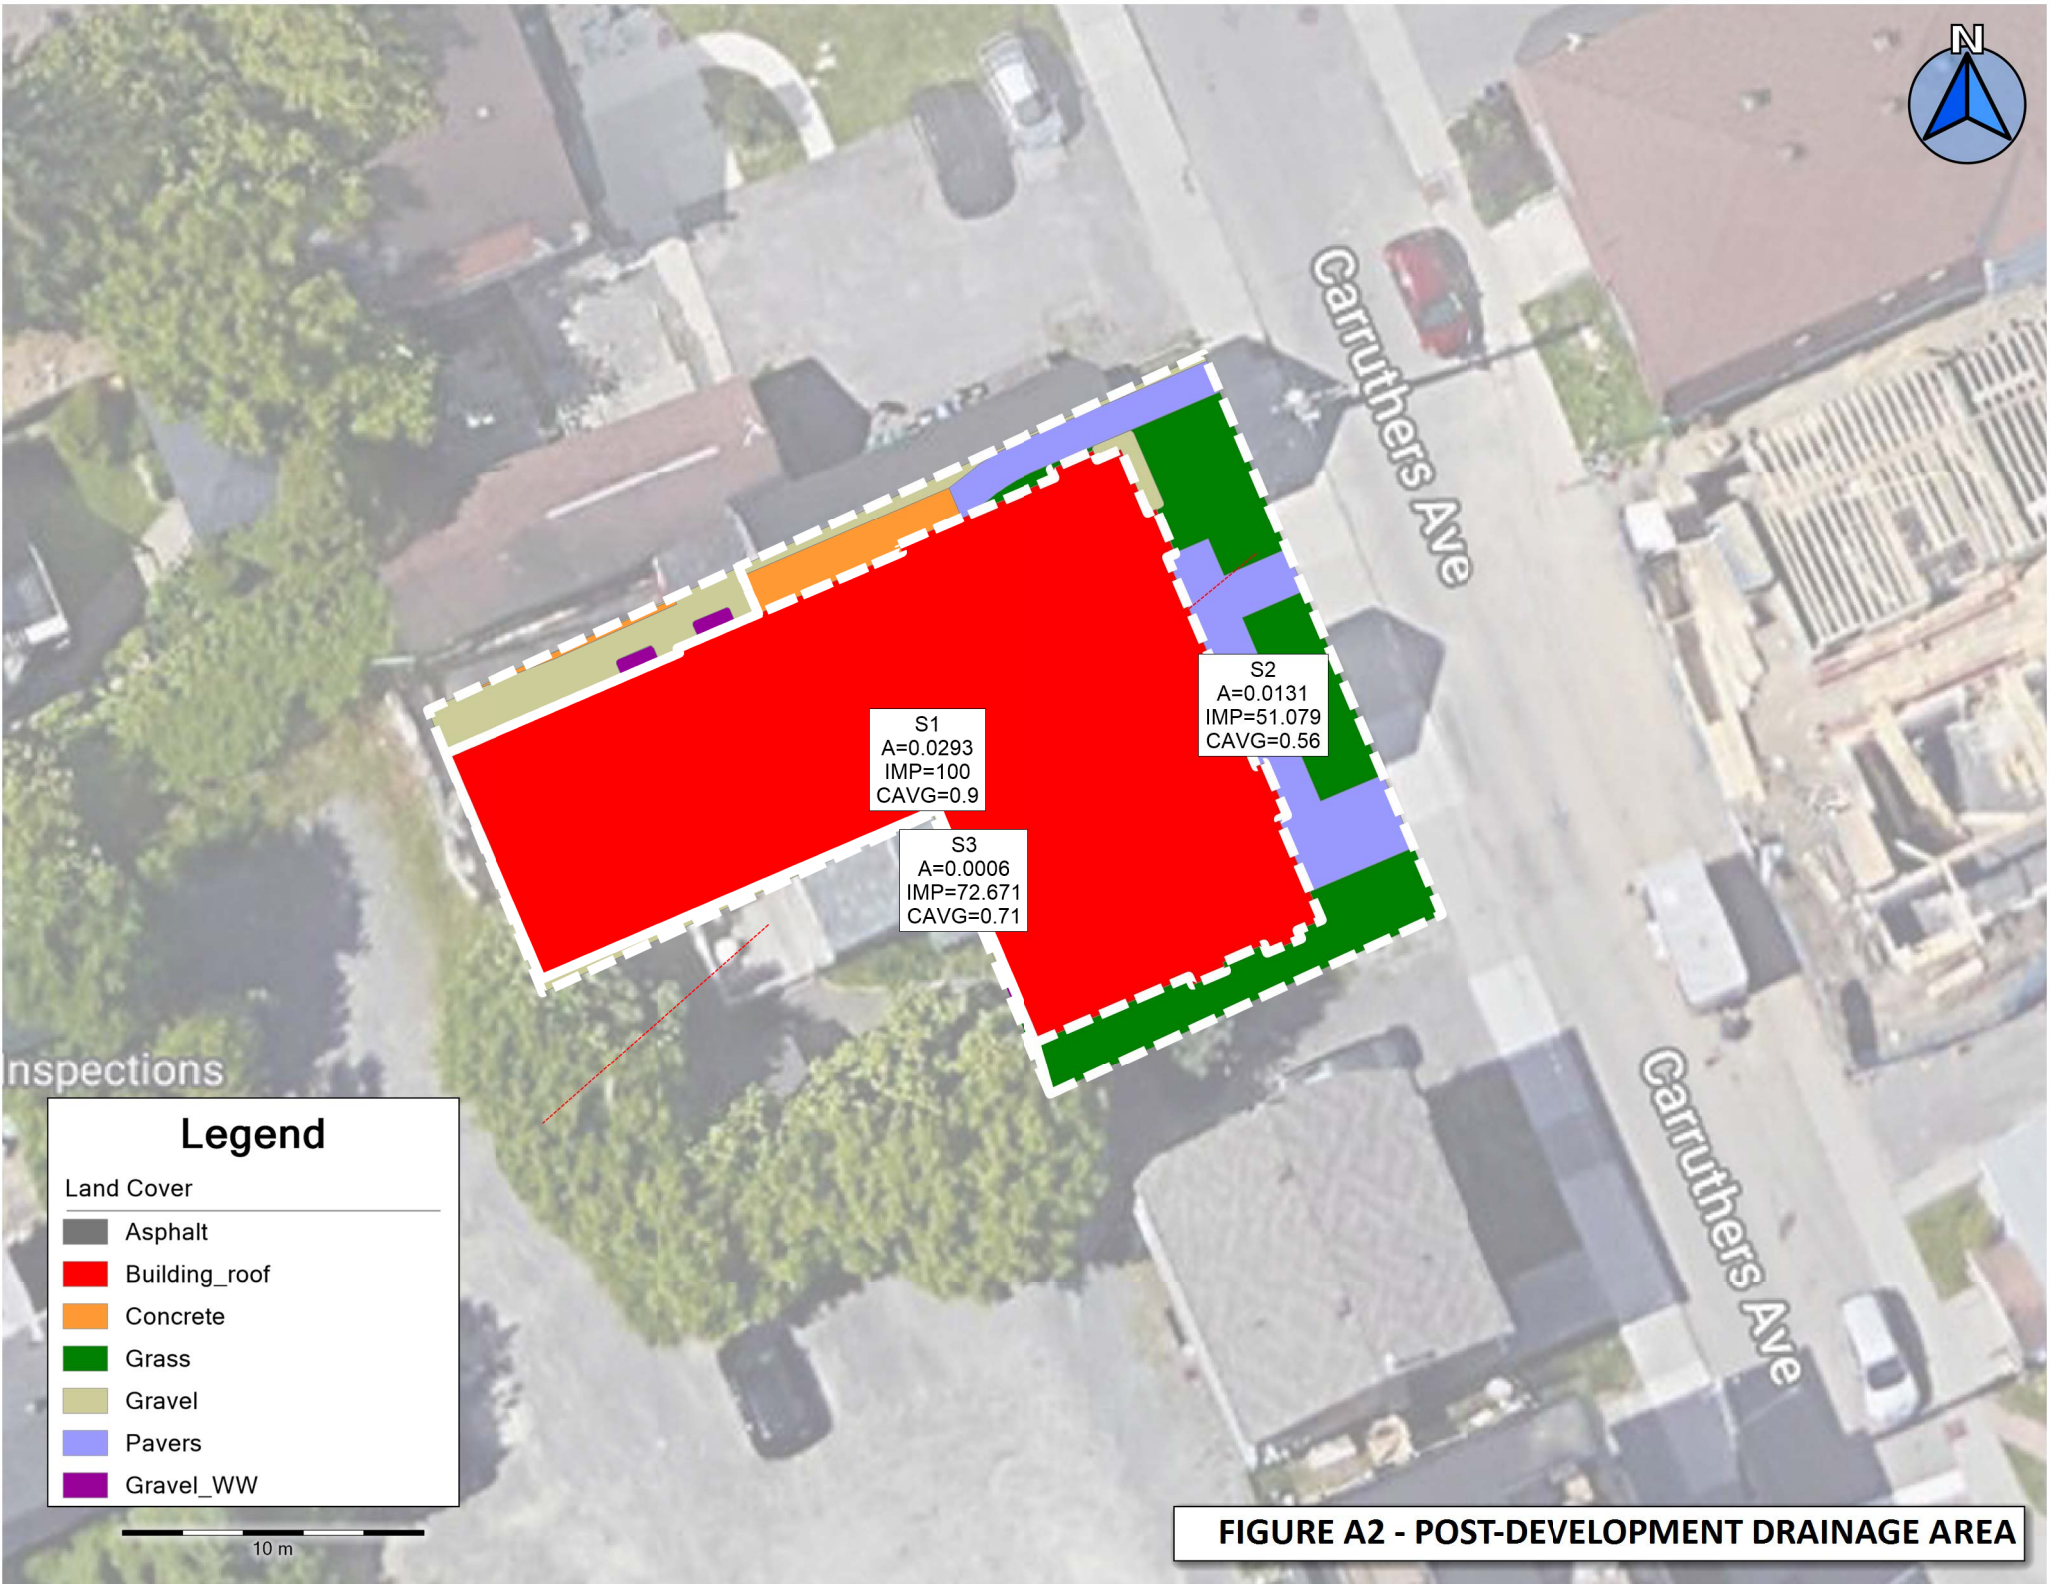 N
Carruthers Ave
S2
A=0.0131
IMP=51.079
CAVG=0.56
S1
A=0.0293
IMP=100
CAVG=0.9
S3
A=0.0006
IMP=72.671
CAVG=0.71
Inspections
Carruthers Ave
Legend
Land Cover
Asphalt
Building_roof
Concrete
Grass
Gravel
Pavers
Gravel_WW
10 m
FIGURE A2 - POST-DEVELOPMENT DRAINAGE AREA